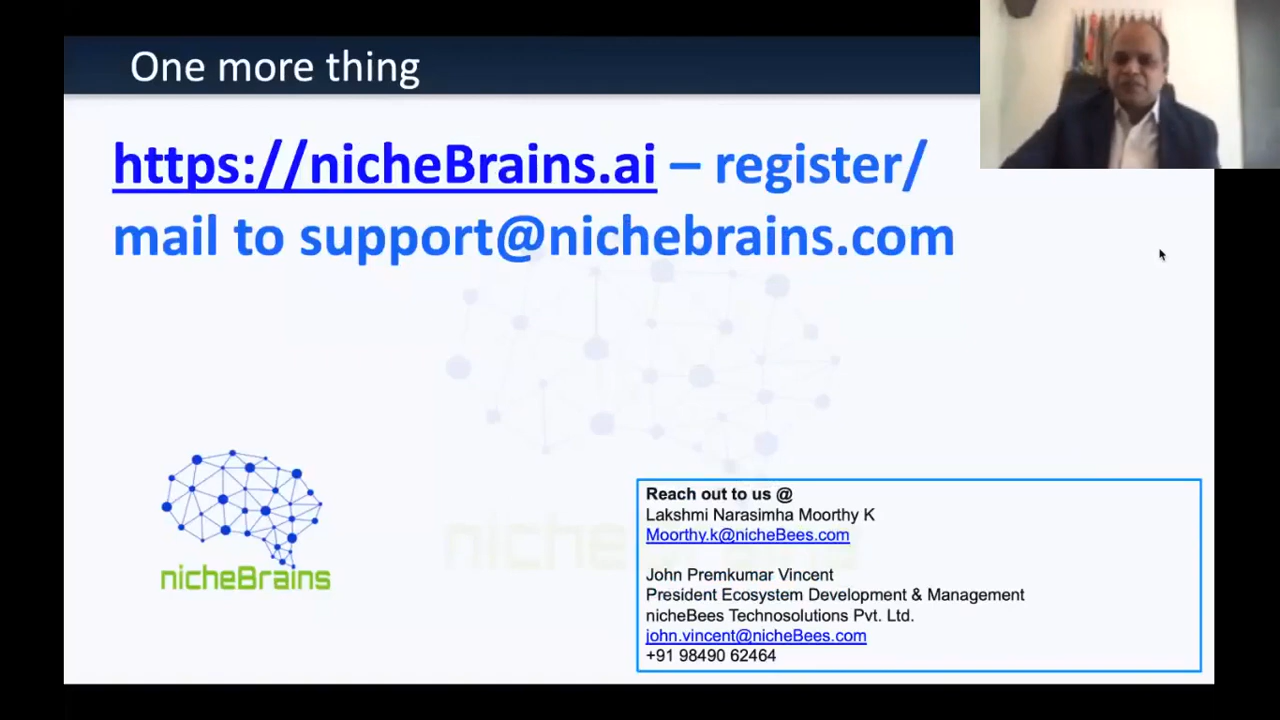 One more thing
https://nicheBrains.ai – register/
mail to support@nichebrains.com
nicheBrains
Reach out to us @
Lakshmi Narasimha Moorthy K
Moorthy.k@nicheBees.com
John Premkumar Vincent
President Ecosystem Development & Management
nicheBees Technosolutions Pvt. Ltd.
john.vincent@nicheBees.com
+91 98490 62464